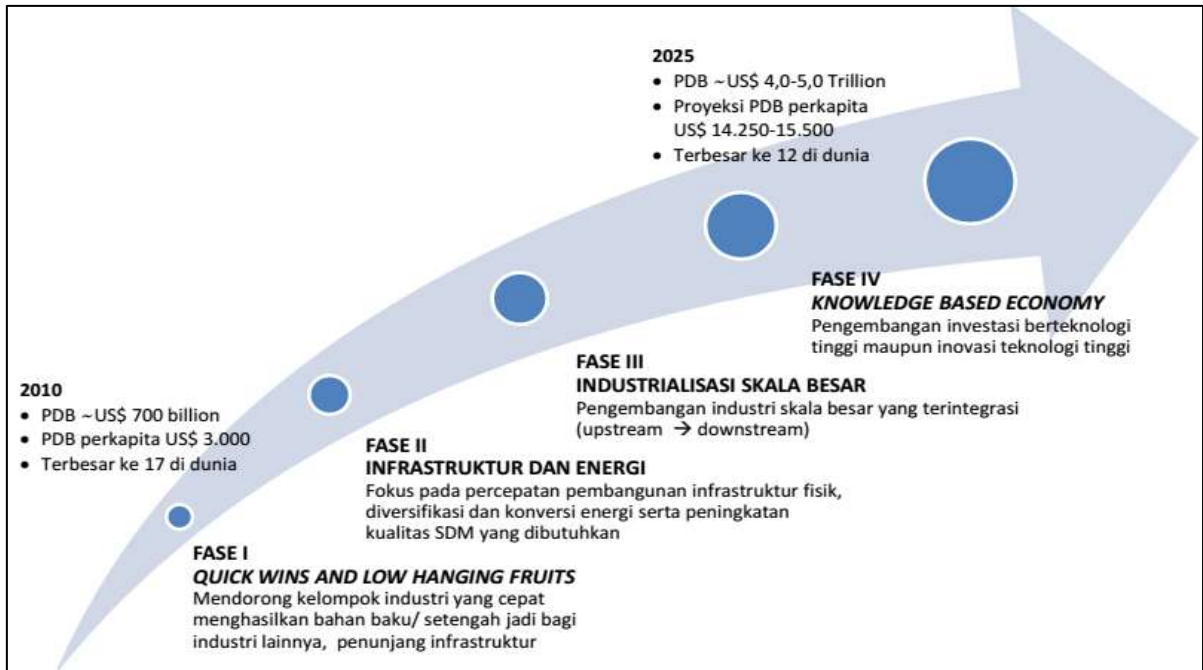 2025
• PDB ~US$ 4,0-5,0 Trillion
• Proyeksi PDB perkapita
US$ 14.250-15.500
• Terbesar ke 12 di dunia
FASE IV
KNOWLEDGE BASED ECONOMY
Pengembangan investasi berteknologi
tinggi maupun inovasi teknologi tinggi
FASE III
INDUSTRIALISASI SKALA BESAR
Pengembangan industri skala besar yang terintegrasi
(upstream → downstream)
2010
• PDB ~US$ 700 billion
• PDB perkapita US$ 3.000
• Terbesar ke 17 di dunia
FASE II
INFRASTRUKTUR DAN ENERGI
Fokus pada percepatan pembangunan infrastruktur fisik,
diversifikasi dan konversi energi serta peningkatan
kualitas SDM yang dibutuhkan
FASE I
QUICK WINS AND LOW HANGING FRUITS
Mendorong kelompok industri yang cepat
menghasilkan bahan baku/ setengah jadi bagi
industri lainnya, penunjang infrastruktur